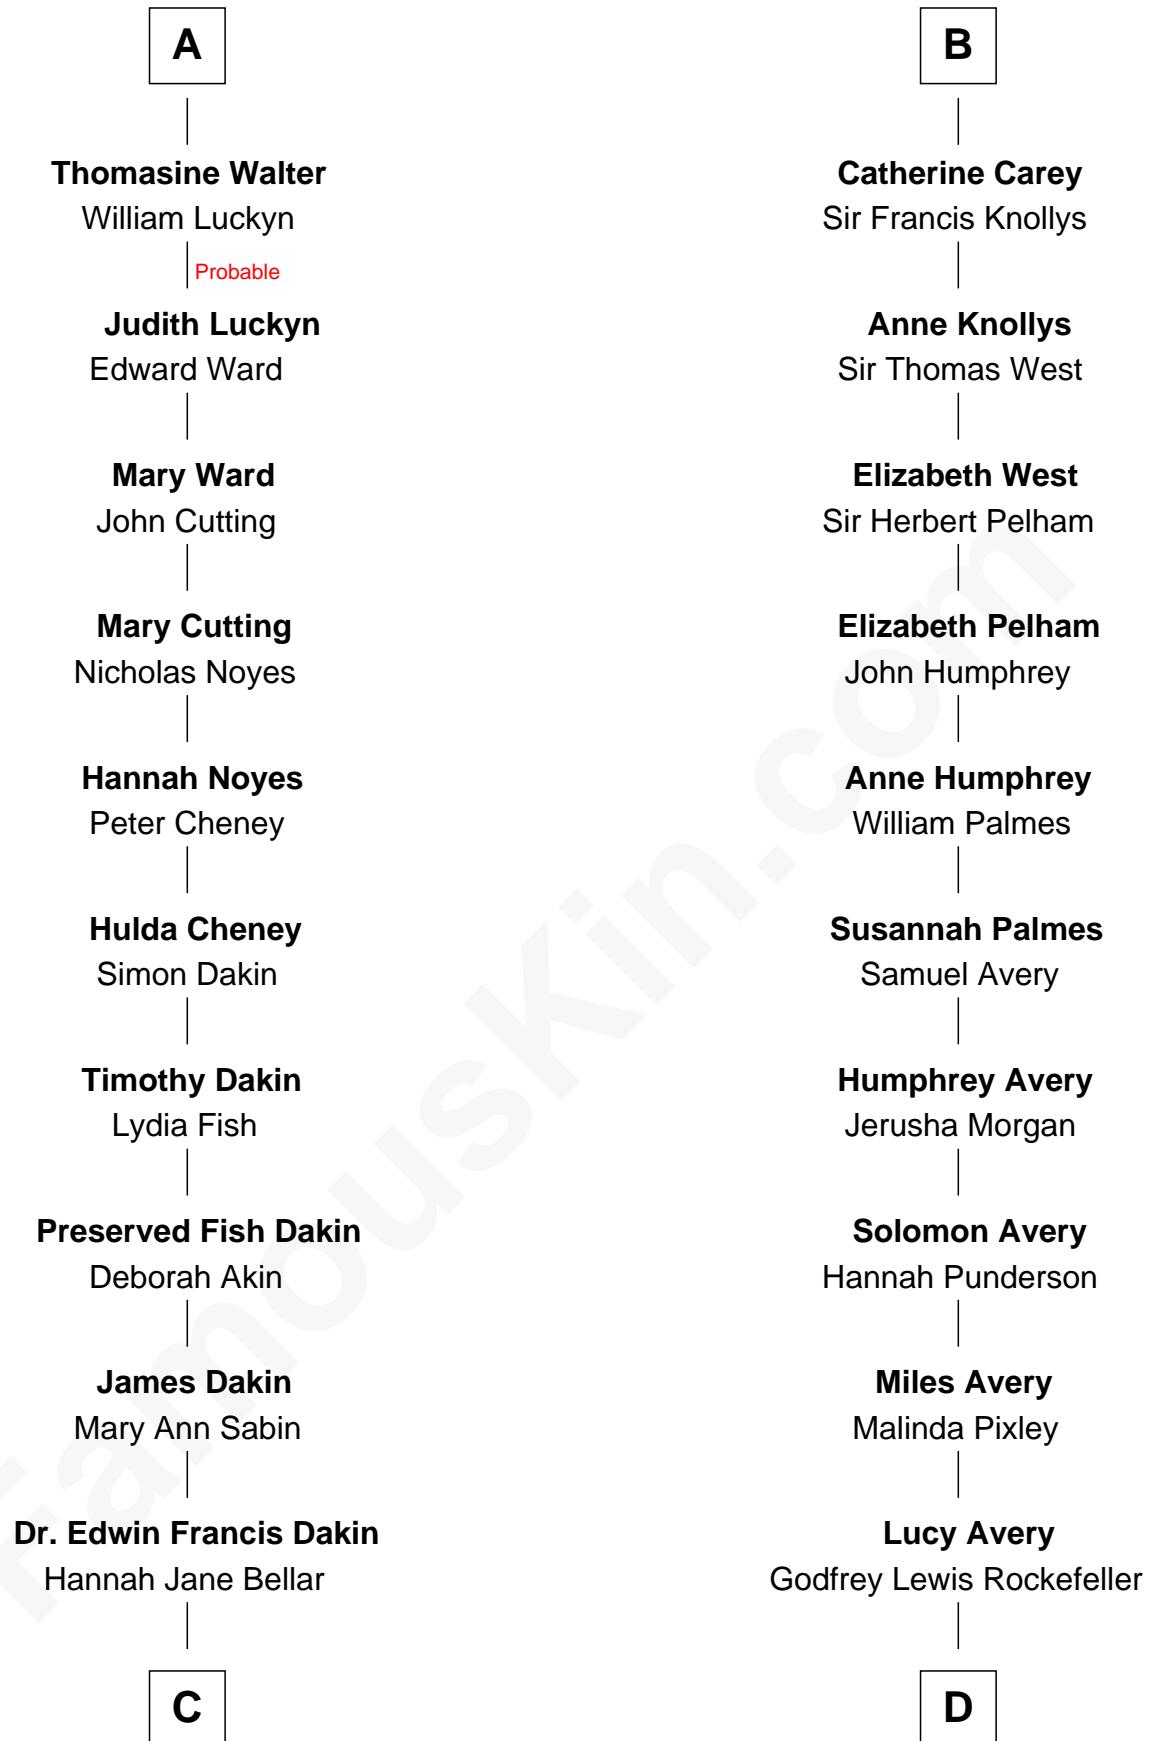 A
Thomasine Walter
William Luckyn
Probable
Judith Luckyn
Edward Ward
Mary Ward
John Cutting
Mary Cutting
Nicholas Noyes
Hannah Noyes
Peter Cheney
Hulda Cheney
Simon Dakin
Timothy Dakin
Lydia Fish
Preserved Fish Dakin
Deborah Akin
James Dakin
Mary Ann Sabin
Dr. Edwin Francis Dakin
Hannah Jane Bellar
C
B
Catherine Carey
Sir Francis Knollys
Anne Knollys
Sir Thomas West
Elizabeth West
Sir Herbert Pelham
Elizabeth Pelham
John Humphrey
Anne Humphrey
William Palmes
Susannah Palmes
Samuel Avery
Humphrey Avery
Jerusha Morgan
Solomon Avery
Hannah Punderson
Miles Avery
Malinda Pixley
Lucy Avery
Godfrey Lewis Rockefeller
D
FamousKin.com